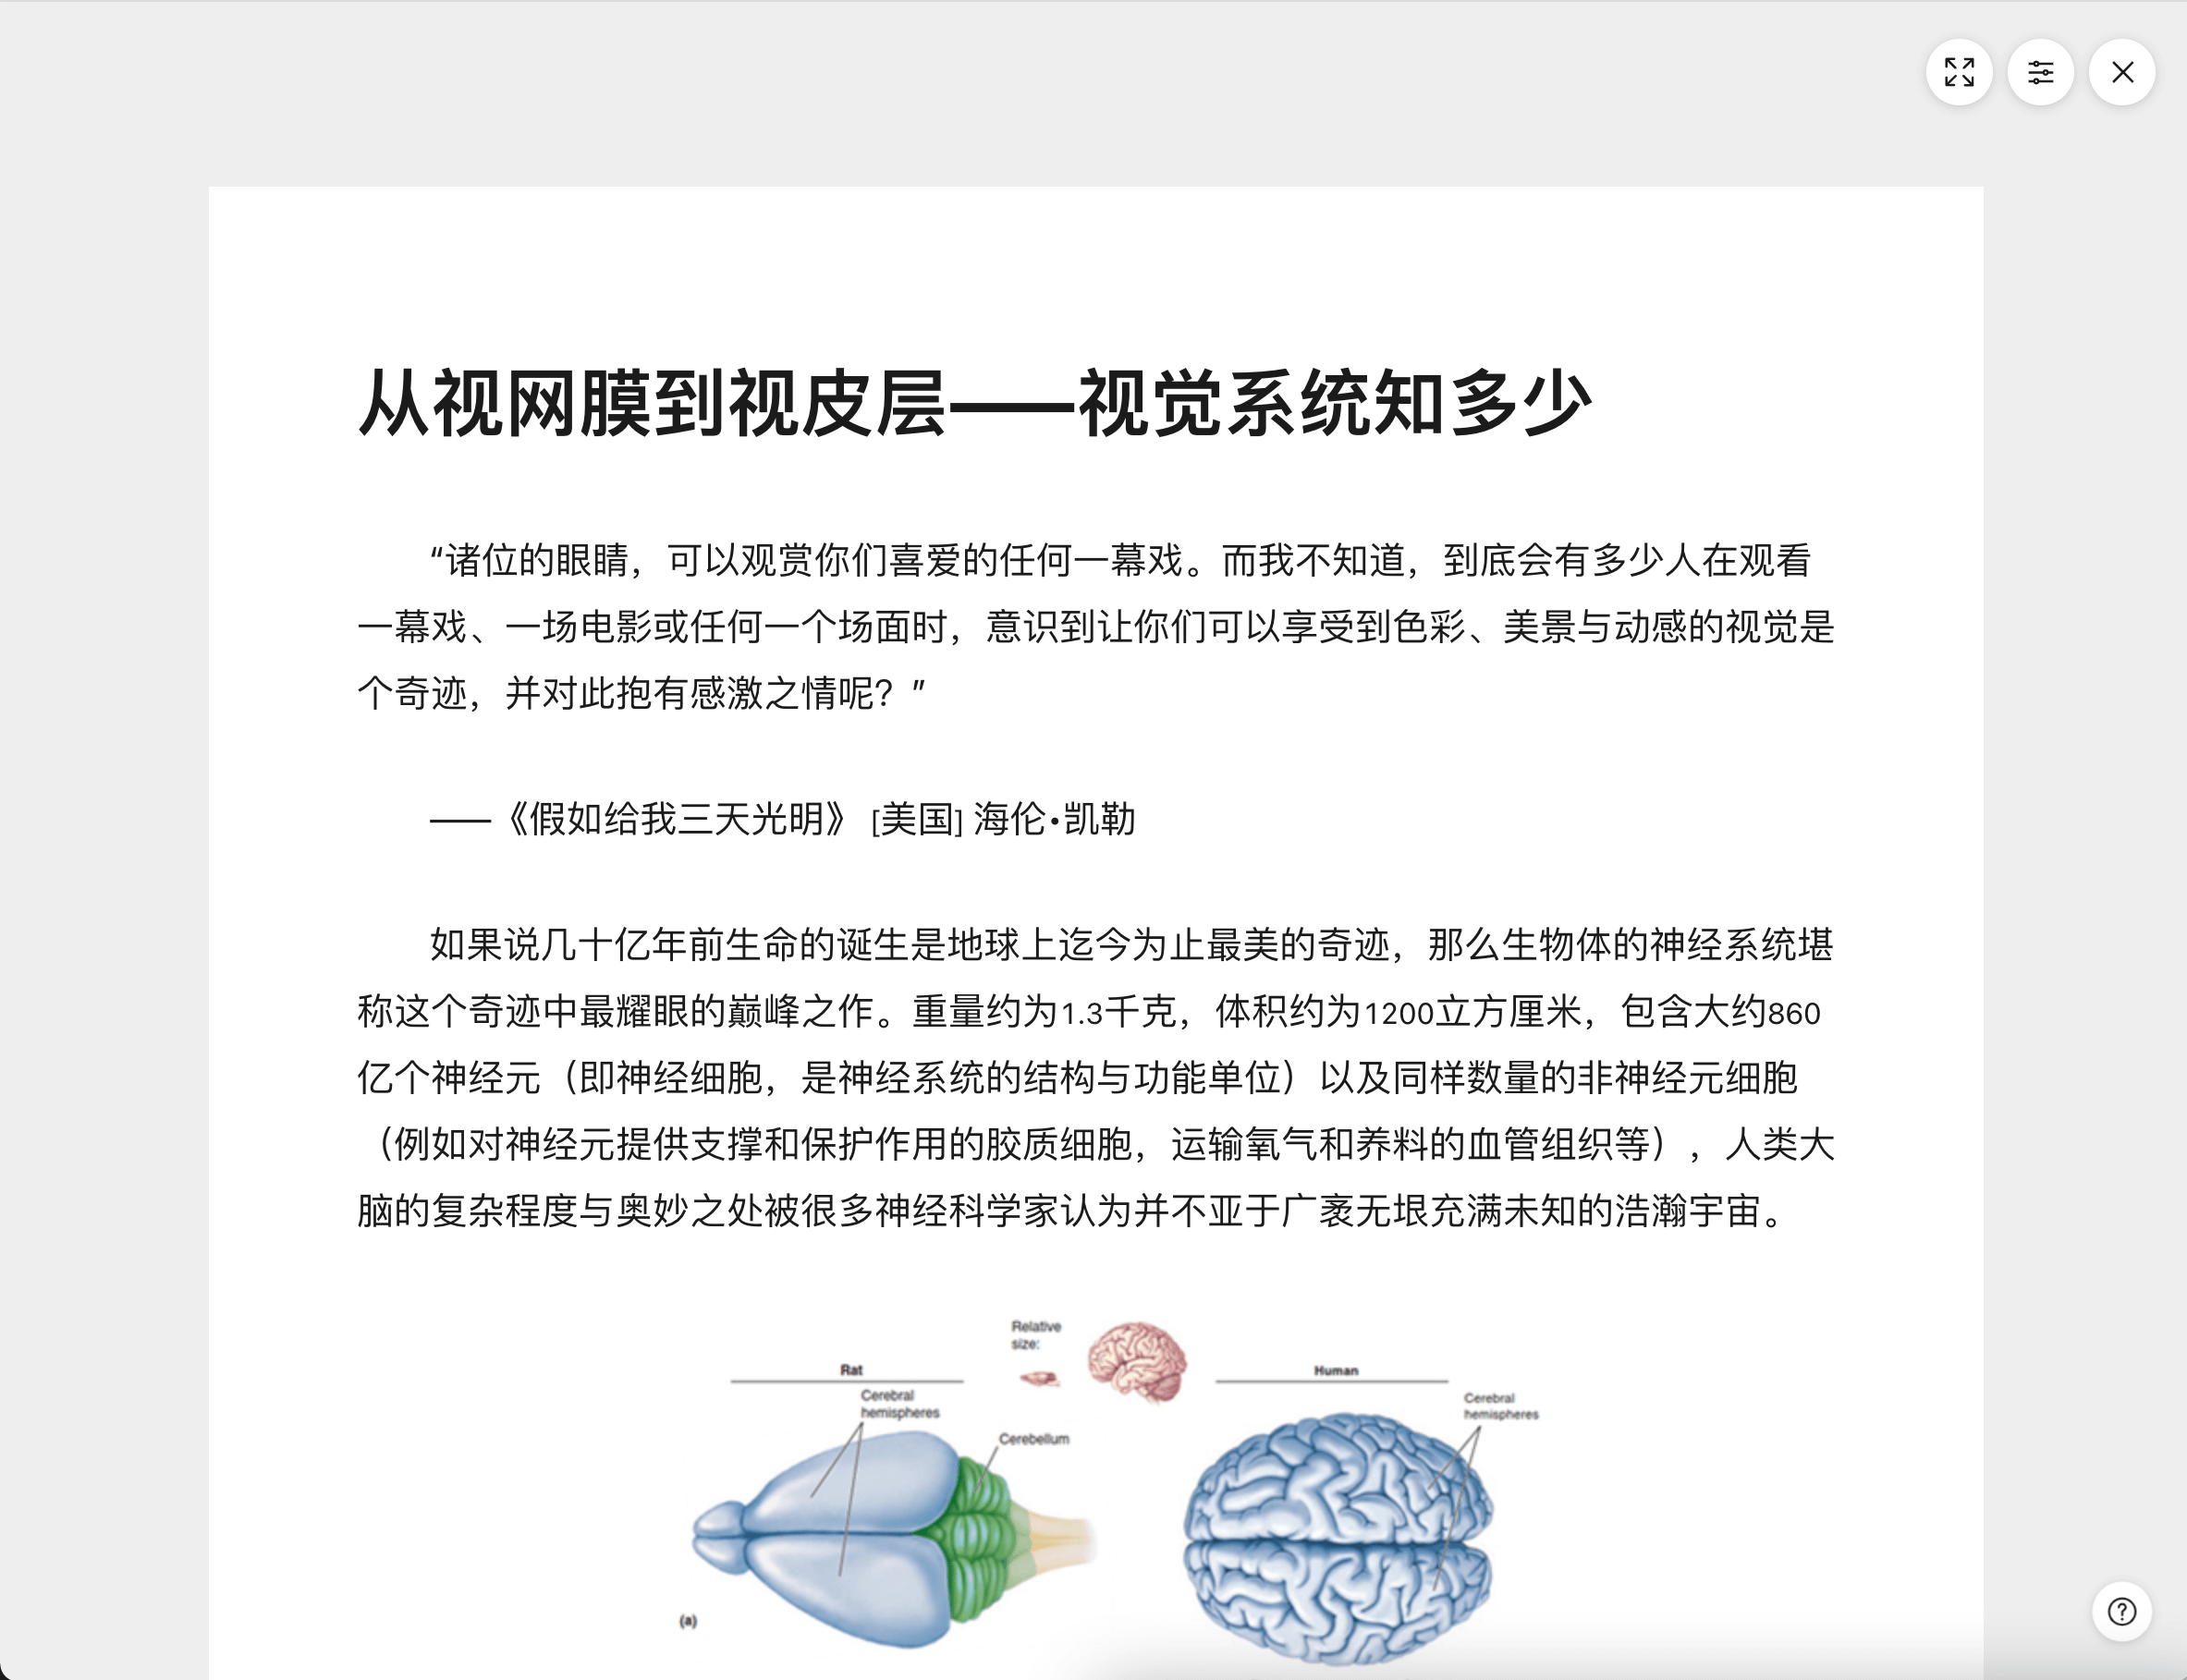 从视网膜到视皮层——视觉系统知多少
“诸位的眼睛，可以观赏你们喜爱的任何一幕戏。而我不知道，到底会有多少人在观看
一幕戏、一场电影或任何一个场面时，意识到让你们可以享受到色彩、美景与动感的视觉是
个奇迹，并对此抱有感激之情呢？”
——《假如给我三天光明》 [美国] 海伦•凯勒
如果说几十亿年前生命的诞生是地球上迄今为止最美的奇迹，那么生物体的神经系统堪
称这个奇迹中最耀眼的巅峰之作。重量约为1.3千克，体积约为1200立方厘米，包含大约860
亿个神经元（即神经细胞，是神经系统的结构与功能单位）以及同样数量的非神经元细胞
（例如对神经元提供支撑和保护作用的胶质细胞，运输氧气和养料的血管组织等），人类大
脑的复杂程度与奥妙之处被很多神经科学家认为并不亚于广袤无垠充满未知的浩瀚宇宙。
Relative
size:
Rat
Human
Cerebral
hemispheres
Cerebellum
Cerebral
hemispheres
(a)